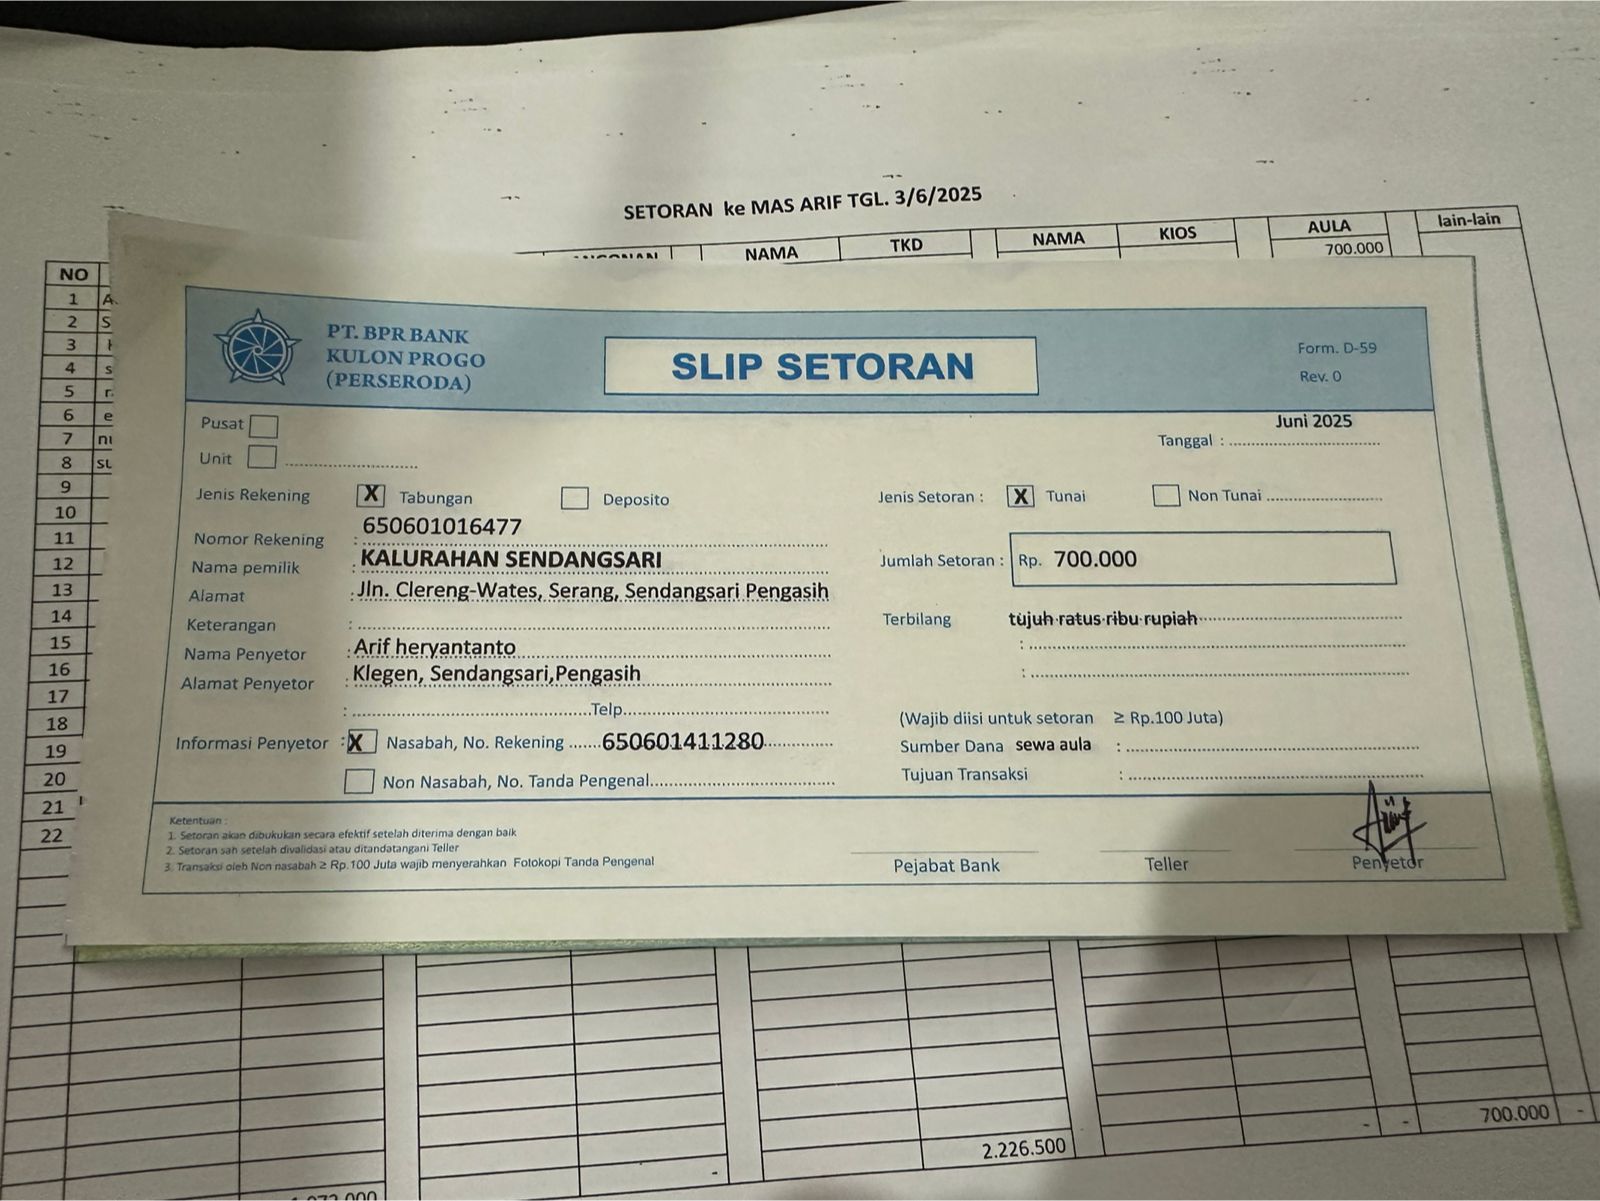 SETORAN ke MAS ARIF TGL. 3/6/2025
NO NAMA TKD NAMA KIOS AULA lain-lain
700.000
1 A
2 S
3
4 s
5 r
6 e
7
8
9
10
11
12
13
14
15
16
17
18
19
20
21
22
PT. BPR BANK
KULON PROGO
(PERSERODA)
SLIP SETORAN
Form. D-59
Rev. 0
Pusat
Unit
Juni 2025
Tanggal :
Jenis Rekening X Tabungan Deposito
Nomor Rekening : 650601016477
Nama pemilik : KALURAHAN SENDANGSARI
Alamat : Jln. Clereng-Wates, Serang, Sendangsari Pengasih
Keterangan :
Nama Penyetor : Arif heryantanto
Alamat Penyetor : Klegen, Sendangsari,Pengasih
: Telp.
Informasi Penyetor : X Nasabah, No. Rekening 650601411280
Non Nasabah, No. Tanda Pengenal
Jenis Setoran : X Tunai Non Tunai
Jumlah Setoran : Rp. 700.000
Terbilang tujuh ratus ribu rupiah
:
:
(Wajib diisi untuk setoran ≥ Rp.100 Juta)
Sumber Dana sewa aula :
Tujuan Transaksi :
Ketentuan :
1. Setoran akan dibukukan secara efektif setelah diterima dengan baik
2. Setoran sah setelah divalidasi atau ditandatangani Teller
3. Transaksi oleh Non nasabah ≥ Rp.100 Juta wajib menyerahkan Fotokopi Tanda Pengenal
Pejabat Bank Teller Penyetor
- - 700.000 -
- 2.226.500